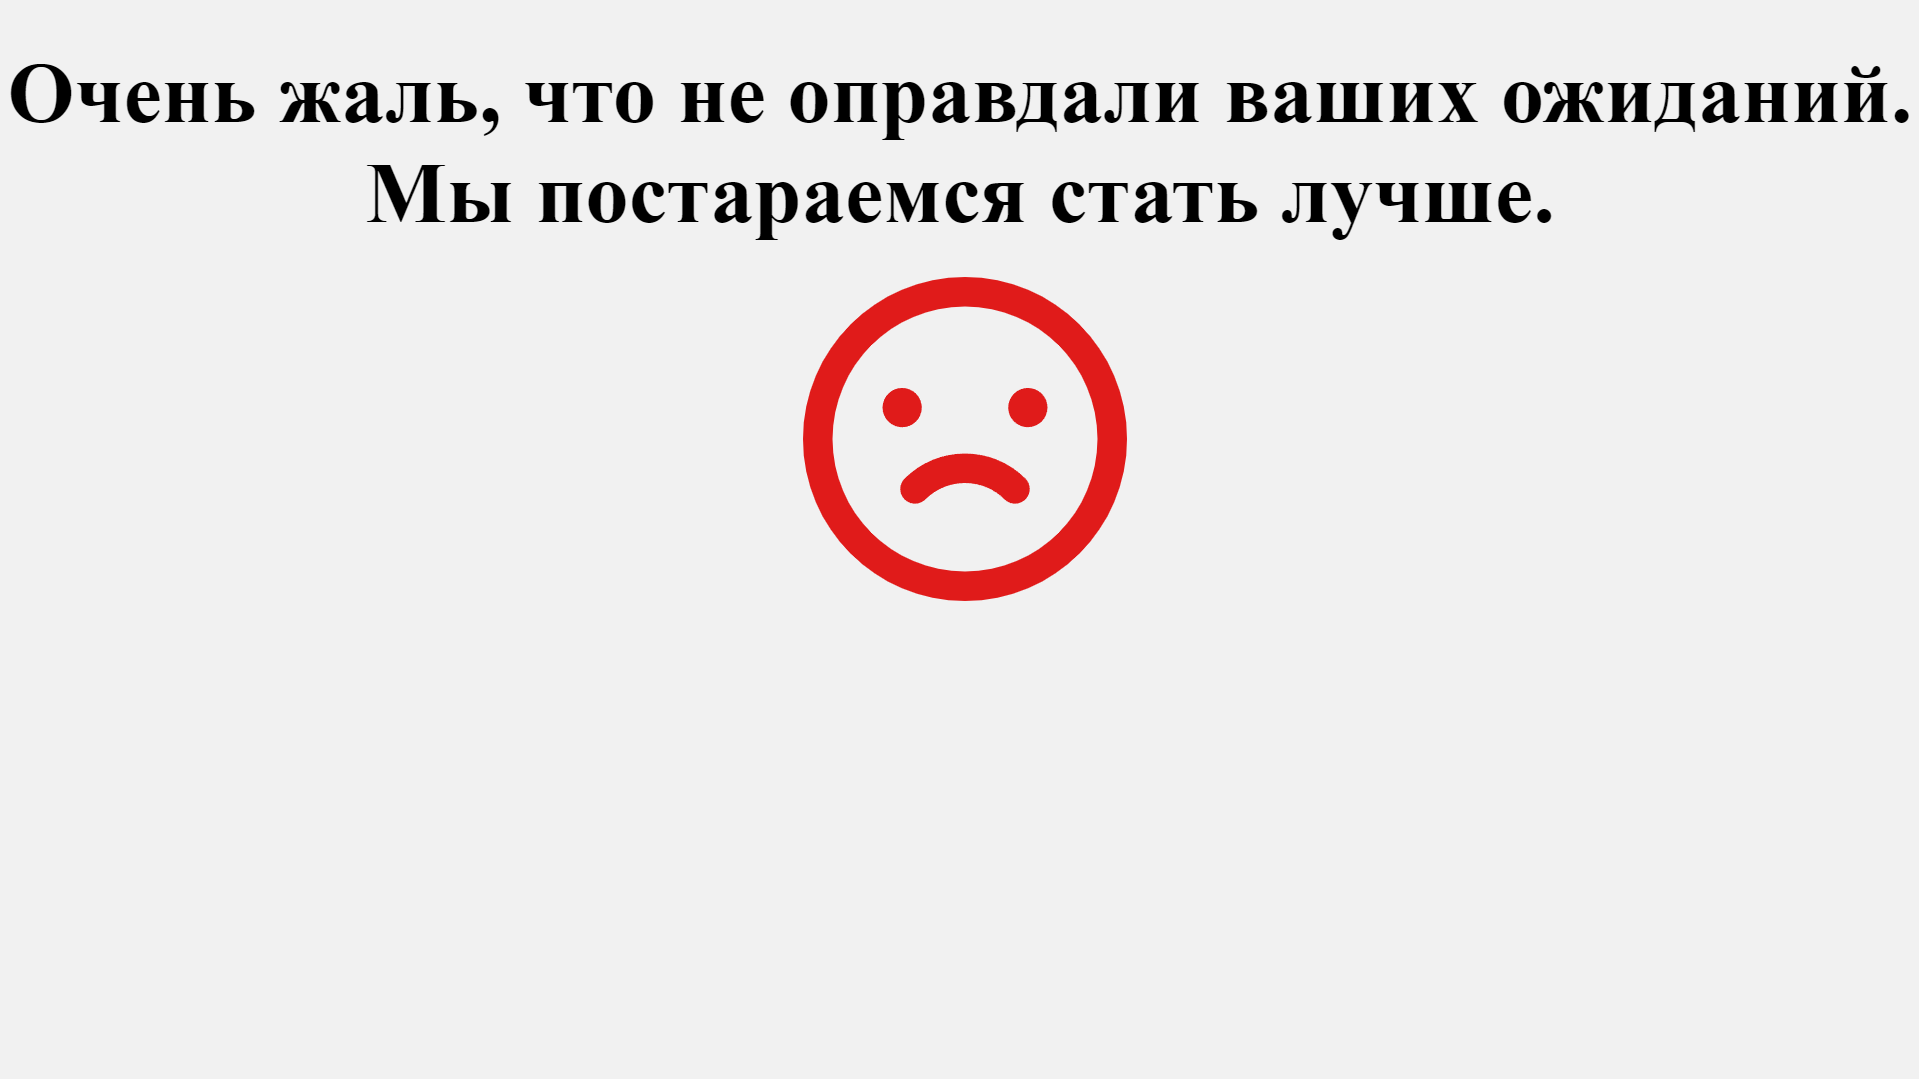 Очень жаль, что не оправдали ваших ожиданий.
Мы постараемся стать лучше.